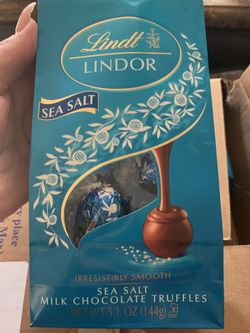 Lindt
LINDOR
SEA SALT
IRRESISTIBLY SMOOTH
SEA SALT
MILK CHOCOLATE TRUFFLES
NET WT 5.1 OZ (144g)